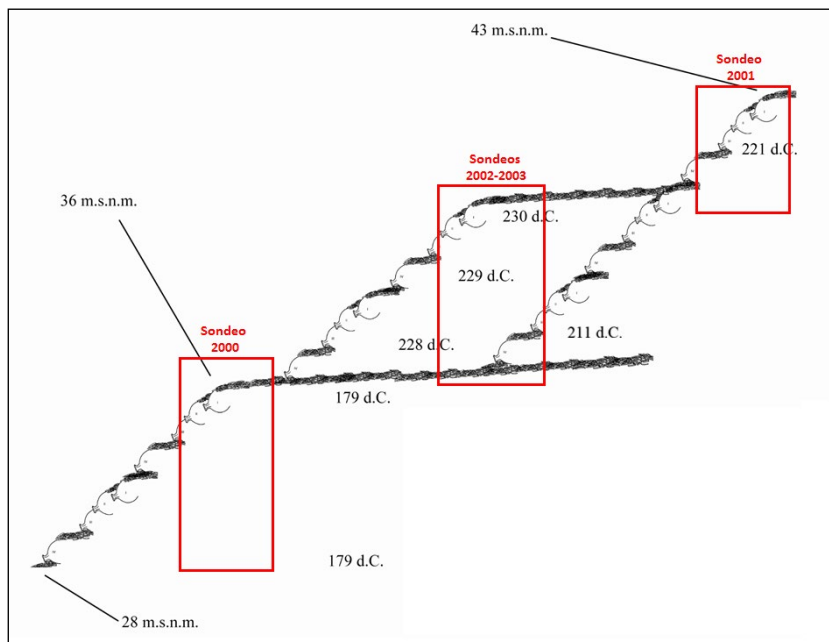 43 m.s.n.m.
Sondeo
2001
221 d.C.
Sondeos
2002-2003
36 m.s.n.m.
230 d.C.
229 d.C.
Sondeo
2000
228 d.C.
211 d.C.
179 d.C.
179 d.C.
28 m.s.n.m.